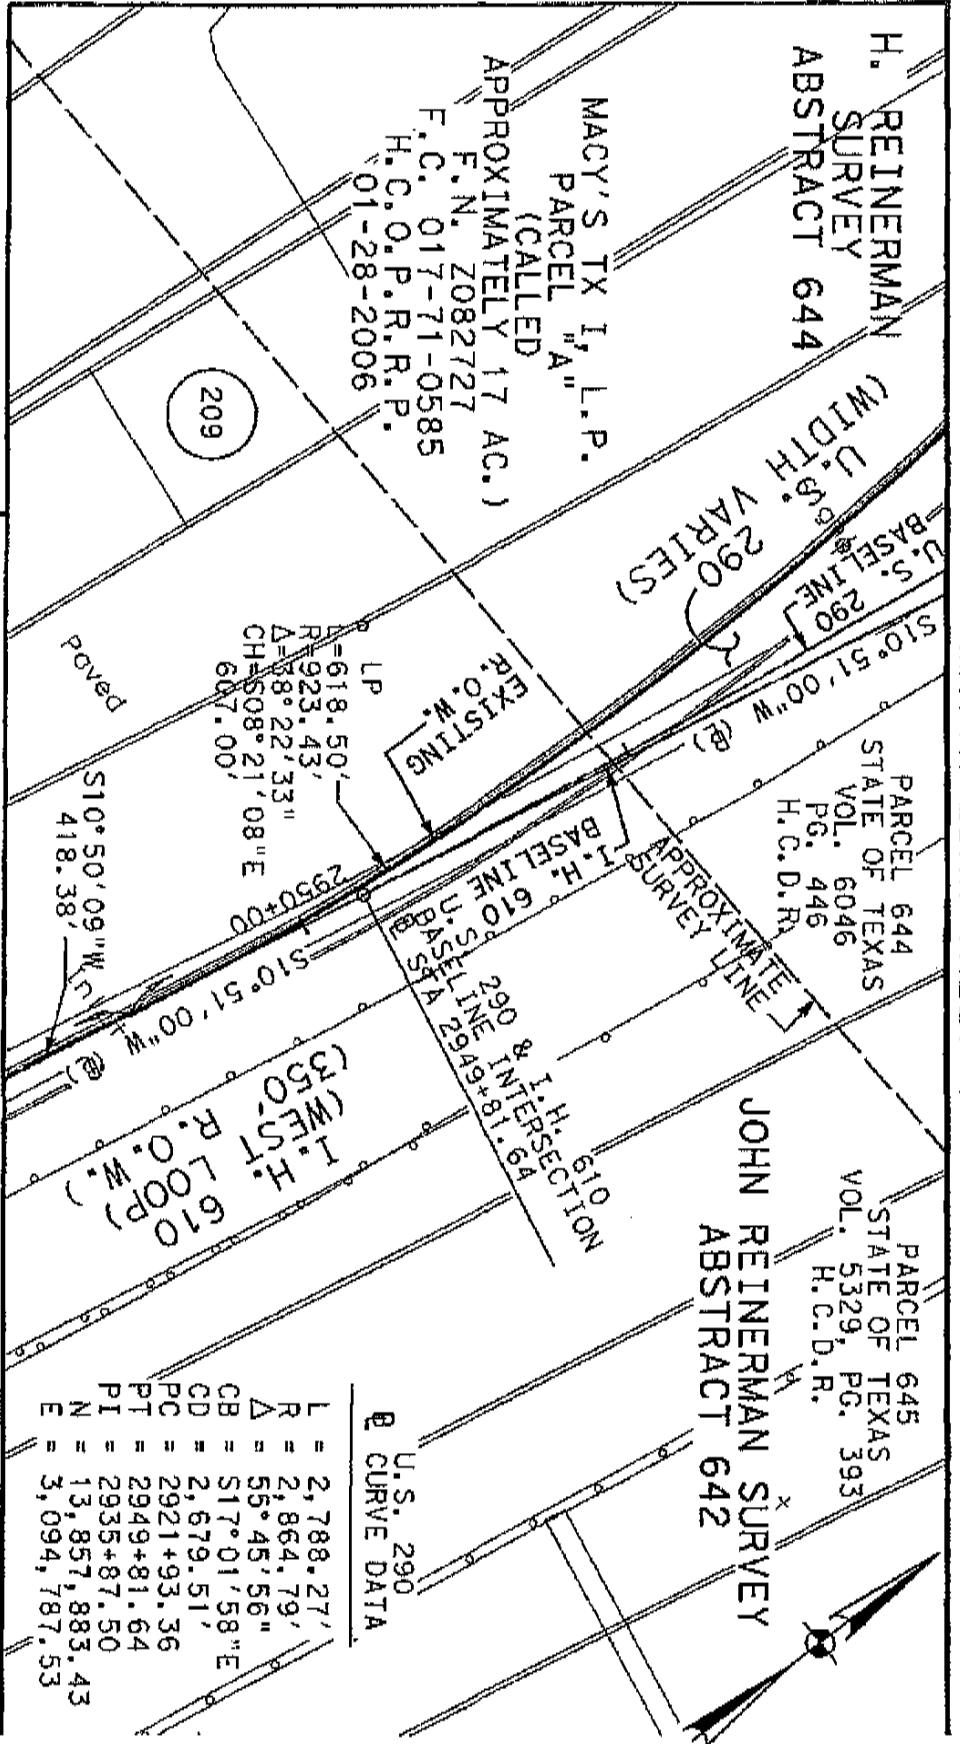 H. REINERMAN
SURVEY
ABSTRACT 644
MACY'S TX I, L.P.
PARCEL "A"
(CALLED
APPROXIMATELY 17 AC.)
F.N. Z082727
F.C. 017-71-0585
H.C.O.P.R.R.P.
01-28-2006
209
U.S. 290
(WIDTH VARIES)
U.S. 290
BASELINE
S10°51'00"W
(B)
EXISTING
R.O.W.
LP
L=618.50'
R=923.43'
Δ=38°22'33"
CH=S08°21'08"E
607.00'
Paved
S10°50'09"W
418.38'
2950+00
S10°51'00"W (B)
I.H. 610
BASELINE
APPROXIMATE
SURVEY LINE
PARCEL 644
STATE OF TEXAS
VOL. 6046
PG. 446
H.C.D.R.
U.S. 290 & I.H. 610
BASELINE INTERSECTION
B STA 2949+81.64
I.H. 610
(WEST LOOP)
(350' R.O.W.)
PARCEL 645
STATE OF TEXAS
VOL. 5329, PG. 393
H.C.D.R.
JOHN REINERMAN SURVEY
ABSTRACT 642
U.S. 290
B CURVE DATA
L = 2,788.27'
R = 2,864.79'
Δ = 55°45'56"
CB = S17°01'58"E
CD = 2,679.51'
PC = 2921+93.36
PT = 2949+81.64
PI = 2935+87.50
N = 13,857,883.43
E = 3,094,787.53